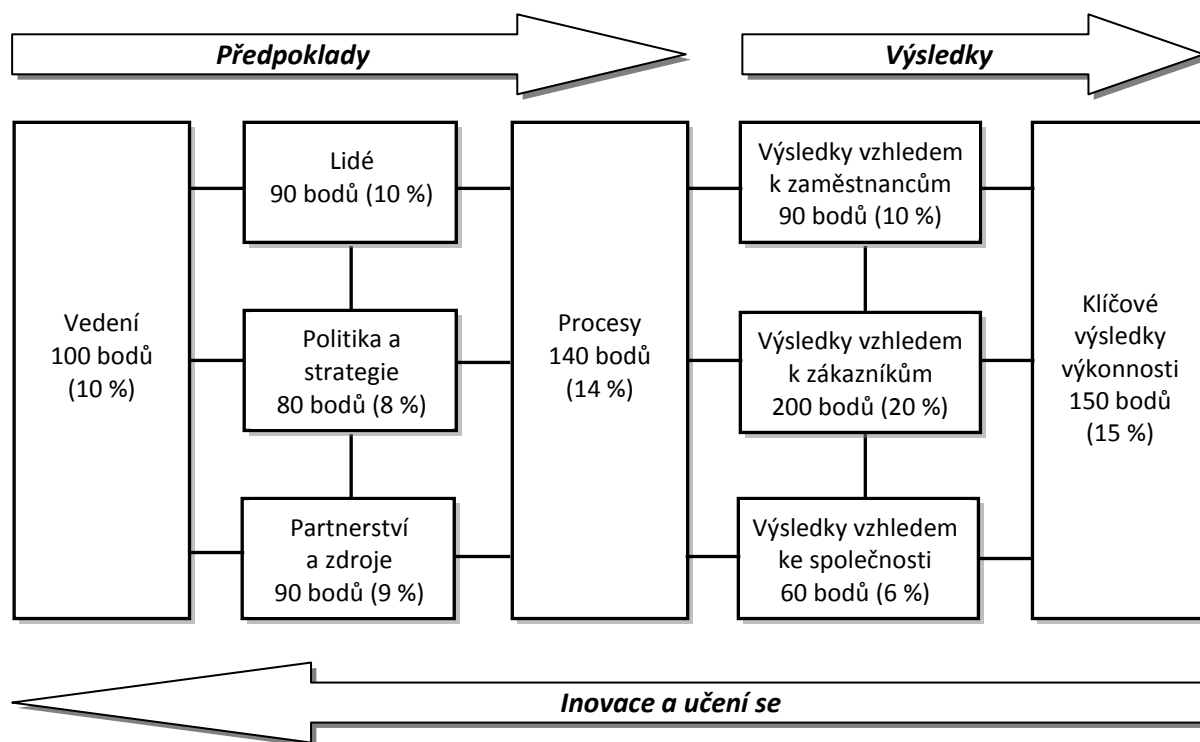 Předpoklady
Výsledky
Vedení
100 bodů
(10 %)
Lidé
90 bodů (10 %)
Politika a
strategie
80 bodů (8 %)
Partnerství
a zdroje
90 bodů (9 %)
Procesy
140 bodů
(14 %)
Výsledky vzhledem
k zaměstnancům
90 bodů (10 %)
Výsledky vzhledem
k zákazníkům
200 bodů (20 %)
Výsledky vzhledem
ke společnosti
60 bodů (6 %)
Klíčové
výsledky
výkonnosti
150 bodů
(15 %)
Inovace a učení se